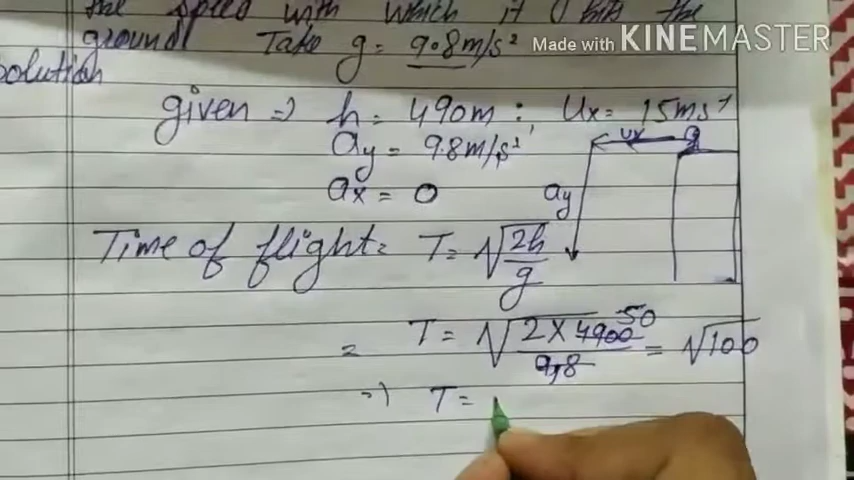 the speed with which it hits the
ground Take g = 9.8m/s²
Made with KINEMASTER
Solution
given => h = 490m : Ux = 15ms⁻¹
ay = 9.8m/s²
ux
ax = 0
ay
Time of flight = T = √2h/g
= T = √2×4900/9.8 50 = √100
=> T =